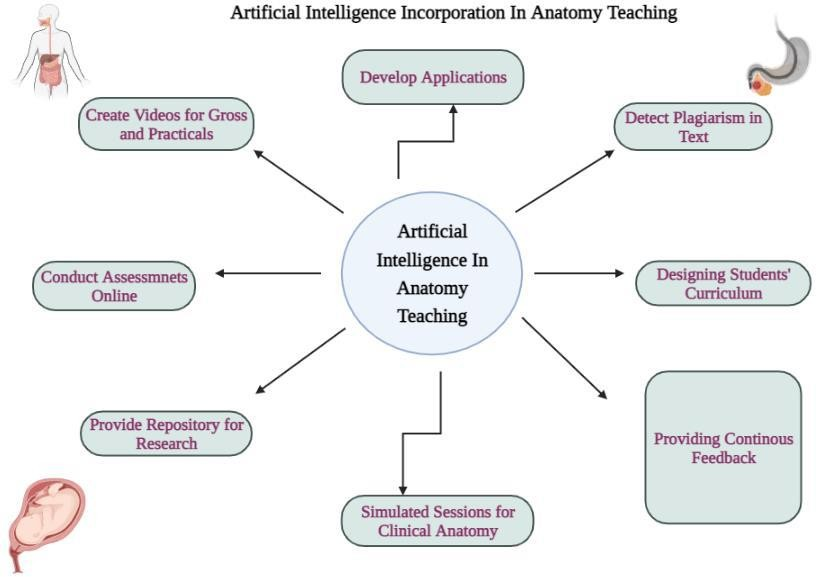 Artificial Intelligence Incorporation In Anatomy Teaching
Develop Applications
Create Videos for Gross
and Practicals
Detect Plagiarism in
Text
Artificial
Intelligence In
Anatomy
Teaching
Conduct Assessmnets
Online
Designing Students'
Curriculum
Provide Repository for
Research
Providing Continous
Feedback
Simulated Sessions for
Clinical Anatomy